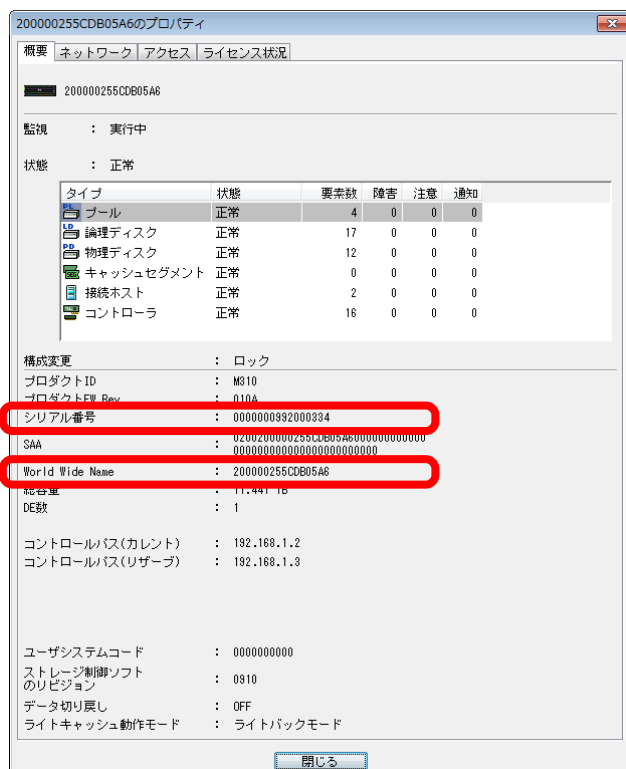 200000255CDB05A6のプロパティ
概要 ネットワーク アクセス ライセンス状況
200000255CDB05A6
監視 : 実行中
状態 : 正常
タイプ 状態 要素数 障害 注意 通知
プール 正常 4 0 0 0
論理ディスク 正常 17 0 0 0
物理ディスク 正常 12 0 0 0
キャッシュセグメント 正常 0 0 0 0
接続ホスト 正常 2 0 0 0
コントローラ 正常 16 0 0 0
構成変更 : ロック
プロダクトID : M310
プロダクトFW Rev : 010A
シリアル番号 : 0000000992000334
SAA : 0200200000255CDB05A6000000000000
00000000000000000000000
World Wide Name : 200000255CDB05A6
総容量 : 11.441 TB
DE数 : 1
コントロールパス(カレント) : 192.168.1.2
コントロールパス(リザーブ) : 192.168.1.3
ユーザシステムコード : 0000000000
ストレージ制御ソフト
のリビジョン : 0910
データ切り戻し : OFF
ライトキャッシュ動作モード : ライトバックモード
閉じる